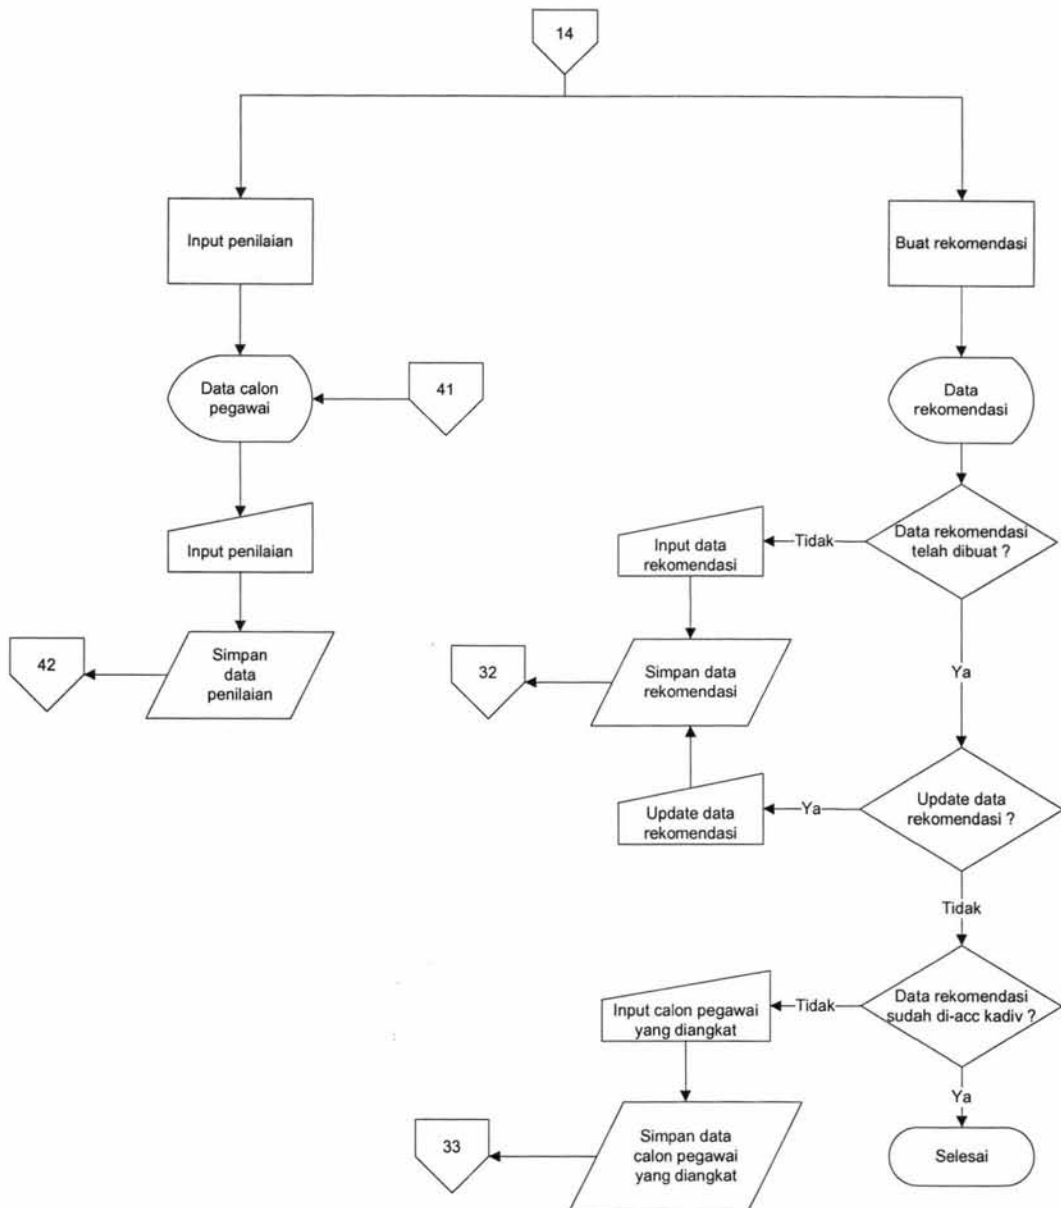 14
Input penilaian
Buat rekomendasi
Data calon
pegawai
41
Data
rekomendasi
Input penilaian
Input data
rekomendasi
Tidak
Data rekomendasi
telah dibuat ?
42
Simpan
data
penilaian
32
Simpan data
rekomendasi
Ya
Update data
rekomendasi
Ya
Update data
rekomendasi ?
Tidak
Input calon pegawai
yang diangkat
Tidak
Data rekomendasi
sudah di-acc kadiv ?
Ya
33
Simpan data
calon pegawai
yang diangkat
Selesai